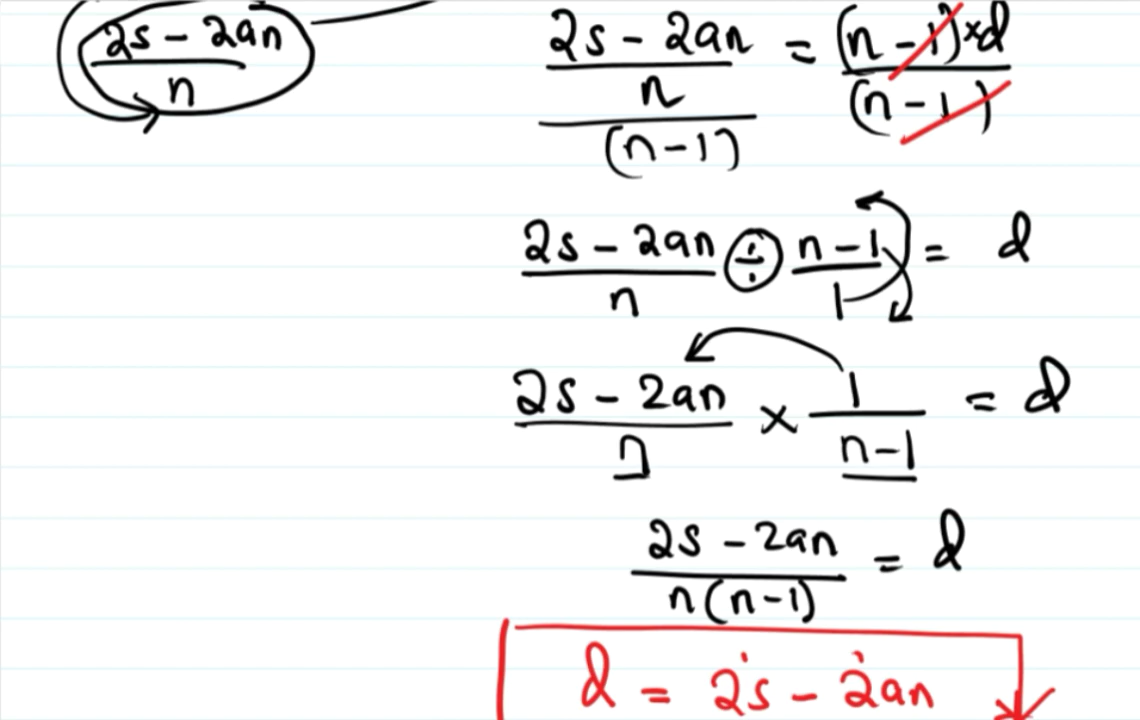 (2s - 2an)/n
(2s - 2an)/n / (n-1) = (n-1)×d / (n-1)
(2s - 2an)/n ÷ (n-1)/1 = d
(2s - 2an)/n × 1/(n-1) = d
(2s - 2an)/n(n-1) = d
d = 2s - 2an